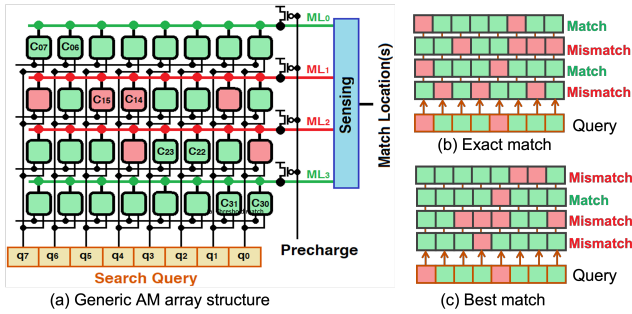 ML0
C07 C06
ML1
C15 C14
ML2
C23 C22
ML3
C31 C30
Sensing
Match Location(s)
Precharge
q7 q6 q5 q4 q3 q2 q1 q0
Search Query
(a) Generic AM array structure
Match
Mismatch
Match
Mismatch
Query
(b) Exact match
Mismatch
Match
Mismatch
Mismatch
Query
(c) Best match